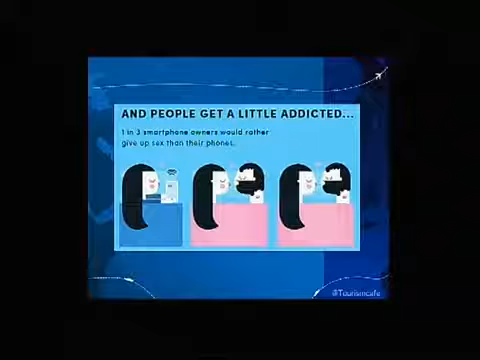 AND PEOPLE GET A LITTLE ADDICTED...
1 in 3 smartphone owners would rather
give up sex than their phones.
@Tourismcafe